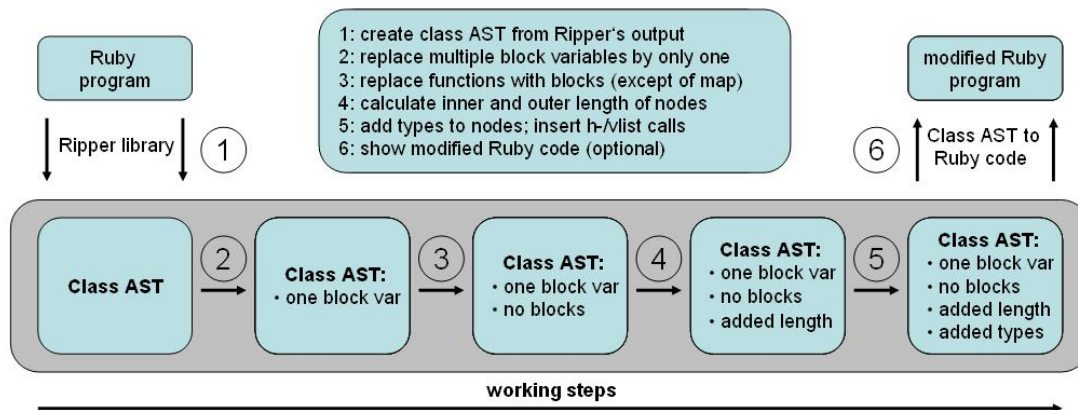 Ruby
program
1: create class AST from Ripper's output
2: replace multiple block variables by only one
3: replace functions with blocks (except of map)
4: calculate inner and outer length of nodes
5: add types to nodes; insert h-/vlist calls
6: show modified Ruby code (optional)
modified Ruby
program
Ripper library
1
6
Class AST to
Ruby code
Class AST
2
Class AST:
· one block var
3
Class AST:
· one block var
· no blocks
4
Class AST:
· one block var
· no blocks
· added length
5
Class AST:
· one block var
· no blocks
· added length
· added types
working steps